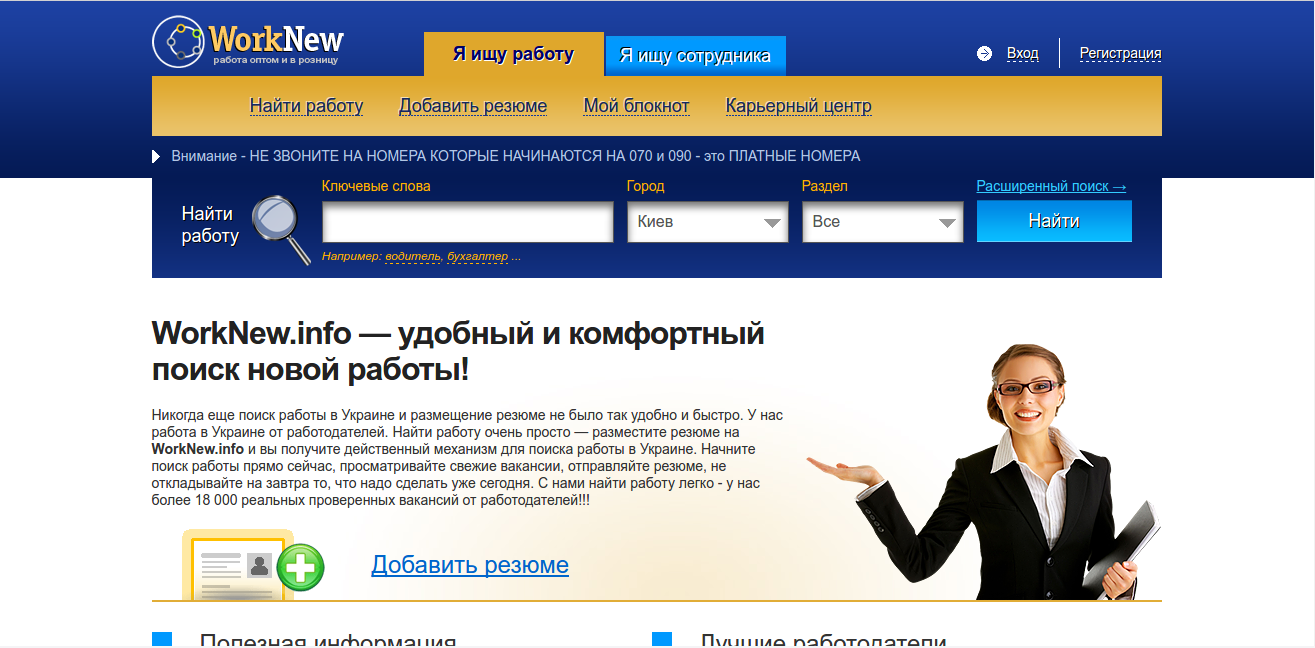 WorkNew
работа оптом и в розницу
Я ищу работу
Я ищу сотрудника
Вход
Регистрация
Найти работу
Добавить резюме
Мой блокнот
Карьерный центр
Внимание - НЕ ЗВОНИТЕ НА НОМЕРА КОТОРЫЕ НАЧИНАЮТСЯ НА 070 и 090 - это ПЛАТНЫЕ НОМЕРА
Найти
работу
Ключевые слова
Город
Раздел
Расширенный поиск →
Киев
Все
Найти
Например: водитель, бухгалтер ...
WorkNew.info — удобный и комфортный
поиск новой работы!
Никогда еще поиск работы в Украине и размещение резюме не было так удобно и быстро. У нас
работа в Украине от работодателей. Найти работу очень просто — разместите резюме на
WorkNew.info и вы получите действенный механизм для поиска работы в Украине. Начните
поиск работы прямо сейчас, просматривайте свежие вакансии, отправляйте резюме, не
откладывайте на завтра то, что надо сделать уже сегодня. С нами найти работу легко - у нас
более 18 000 реальных проверенных вакансий от работодателей!!!
Добавить резюме
Полезная информация
Лучшие работодатели